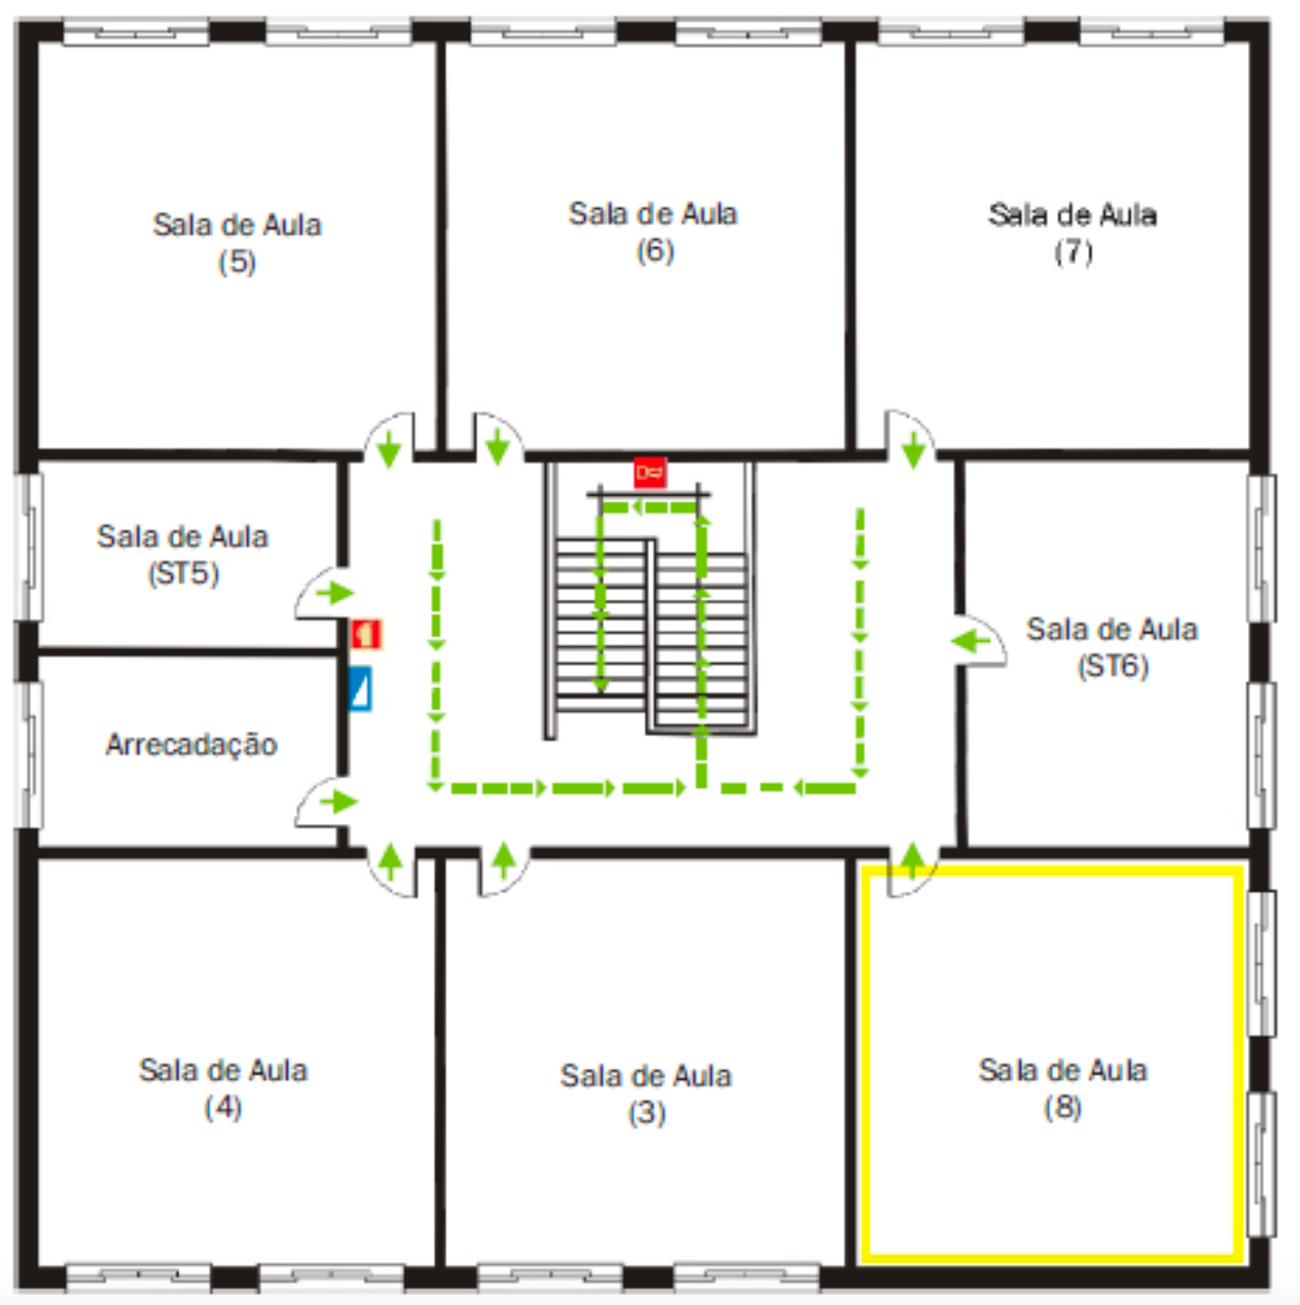 Sala de Aula
(5)
Sala de Aula
(6)
Sala de Aula
(7)
Sala de Aula
(ST5)
Sala de Aula
(ST6)
Arrecadação
Sala de Aula
(4)
Sala de Aula
(3)
Sala de Aula
(8)